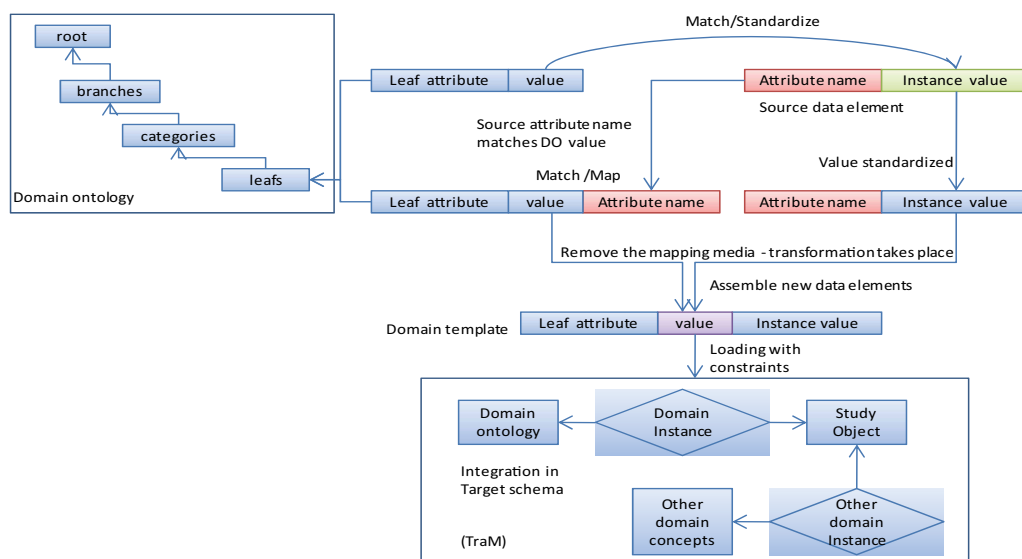 Match/Standardize
root
branches
categories
leafs
Domain ontology
Leaf attribute value
Attribute name Instance value
Source data element
Source attribute name
matches DO value
Match /Map
Value standardized
Leaf attribute value Attribute name
Attribute name Instance value
Remove the mapping media - transformation takes place
Assemble new data elements
Domain template
Leaf attribute value Instance value
Loading with
constraints
Domain
ontology
Domain
Instance
Study
Object
Integration in
Target schema
(TraM)
Other
domain
concepts
Other
domain
Instance